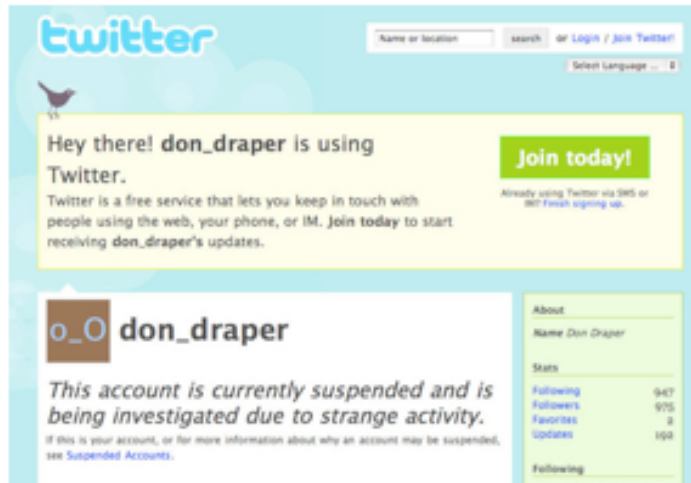 twitter
Name or location search or Login / Join Twitter!
Select Language ...
Hey there! don_draper is using
Twitter.
Twitter is a free service that lets you keep in touch with
people using the web, your phone, or IM. Join today to start
receiving don_draper's updates.
Join today!
Already using Twitter via SMS or
IM? Finish signing up.
o_O don_draper
This account is currently suspended and is
being investigated due to strange activity.
If this is your account, or for more information about why an account may be suspended,
see Suspended Accounts.
About
Name Don Draper
Stats
Following 947
Followers 975
Favorites 2
Updates 192
Following